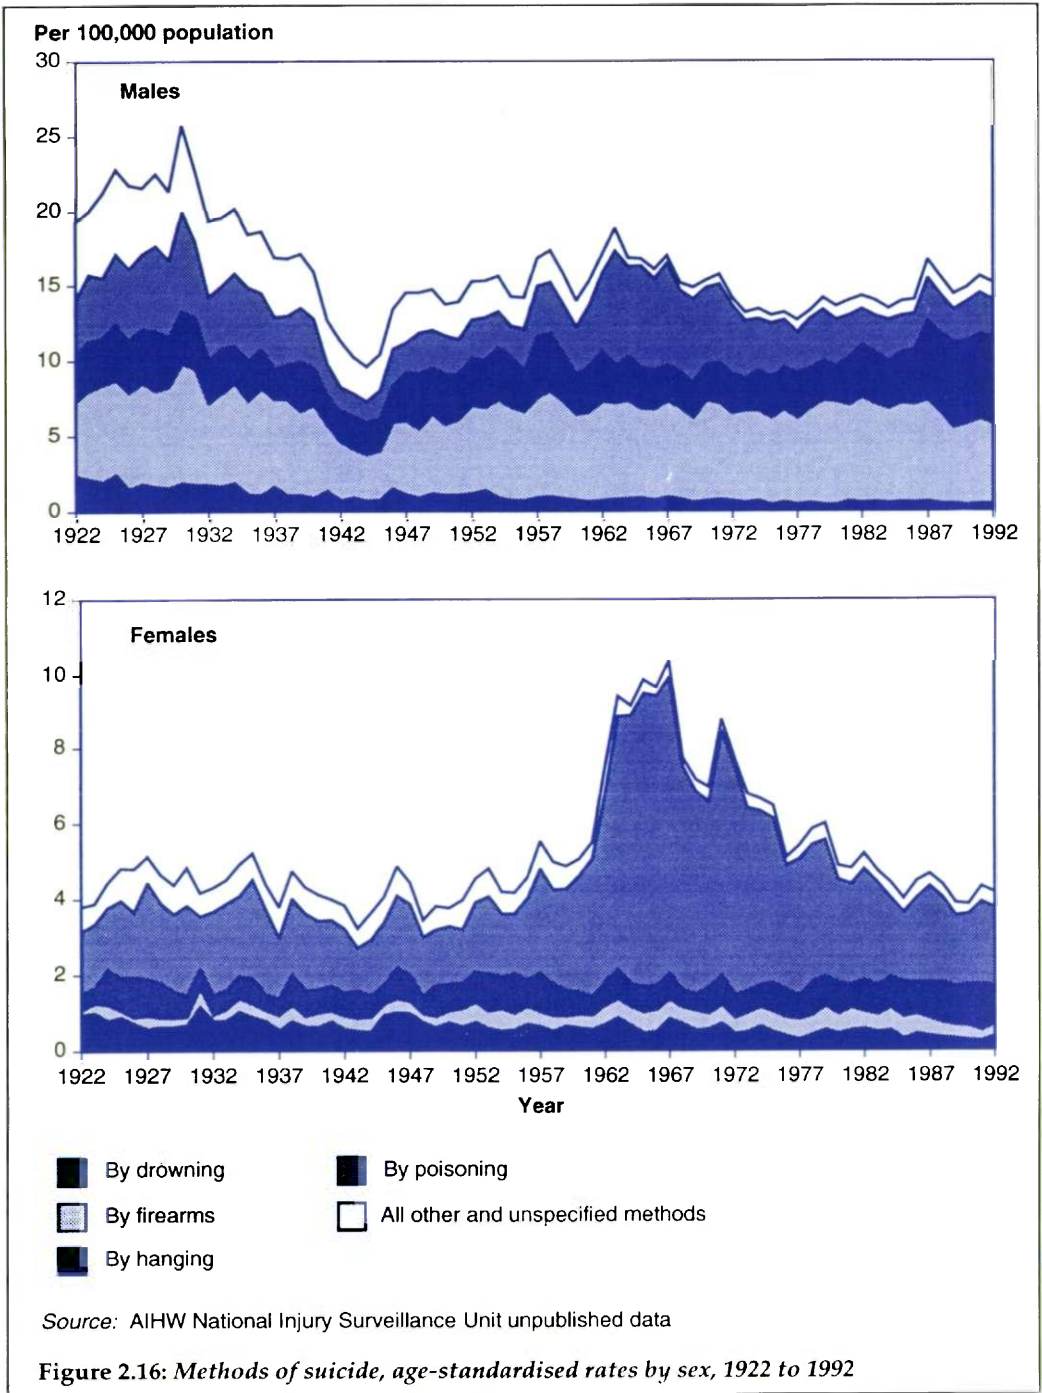 Per 100,000 population
30
Males
25
20
15
10
5
0
1922 1927 1932 1937 1942 1947 1952 1957 1962 1967 1972 1977 1982 1987 1992
12
Females
10
8
6
4
2
0
1922 1927 1932 1937 1942 1947 1952 1957 1962 1967 1972 1977 1982 1987 1992
Year
By drowning
By poisoning
By firearms
All other and unspecified methods
By hanging
Source: AIHW National Injury Surveillance Unit unpublished data
Figure 2.16: Methods of suicide, age-standardised rates by sex, 1922 to 1992